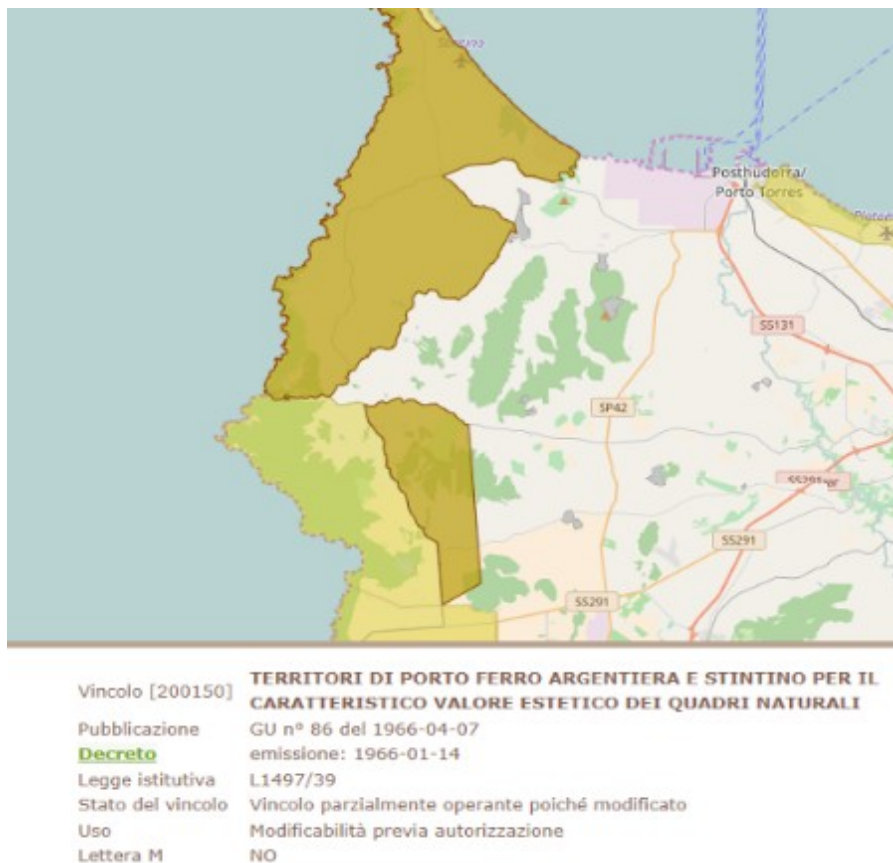 Stintino
Posthudorra/
Porto Torres
SS131
SP42
SS291
SS291
Vincolo [200150] TERRITORI DI PORTO FERRO ARGENTIERA E STINTINO PER IL
CARATTERISTICO VALORE ESTETICO DEI QUADRI NATURALI
Pubblicazione GU nº 86 del 1966-04-07
Decreto emissione: 1966-01-14
Legge istitutiva L1497/39
Stato del vincolo Vincolo parzialmente operante poiché modificato
Uso Modificabilità previa autorizzazione
Lettera M NO